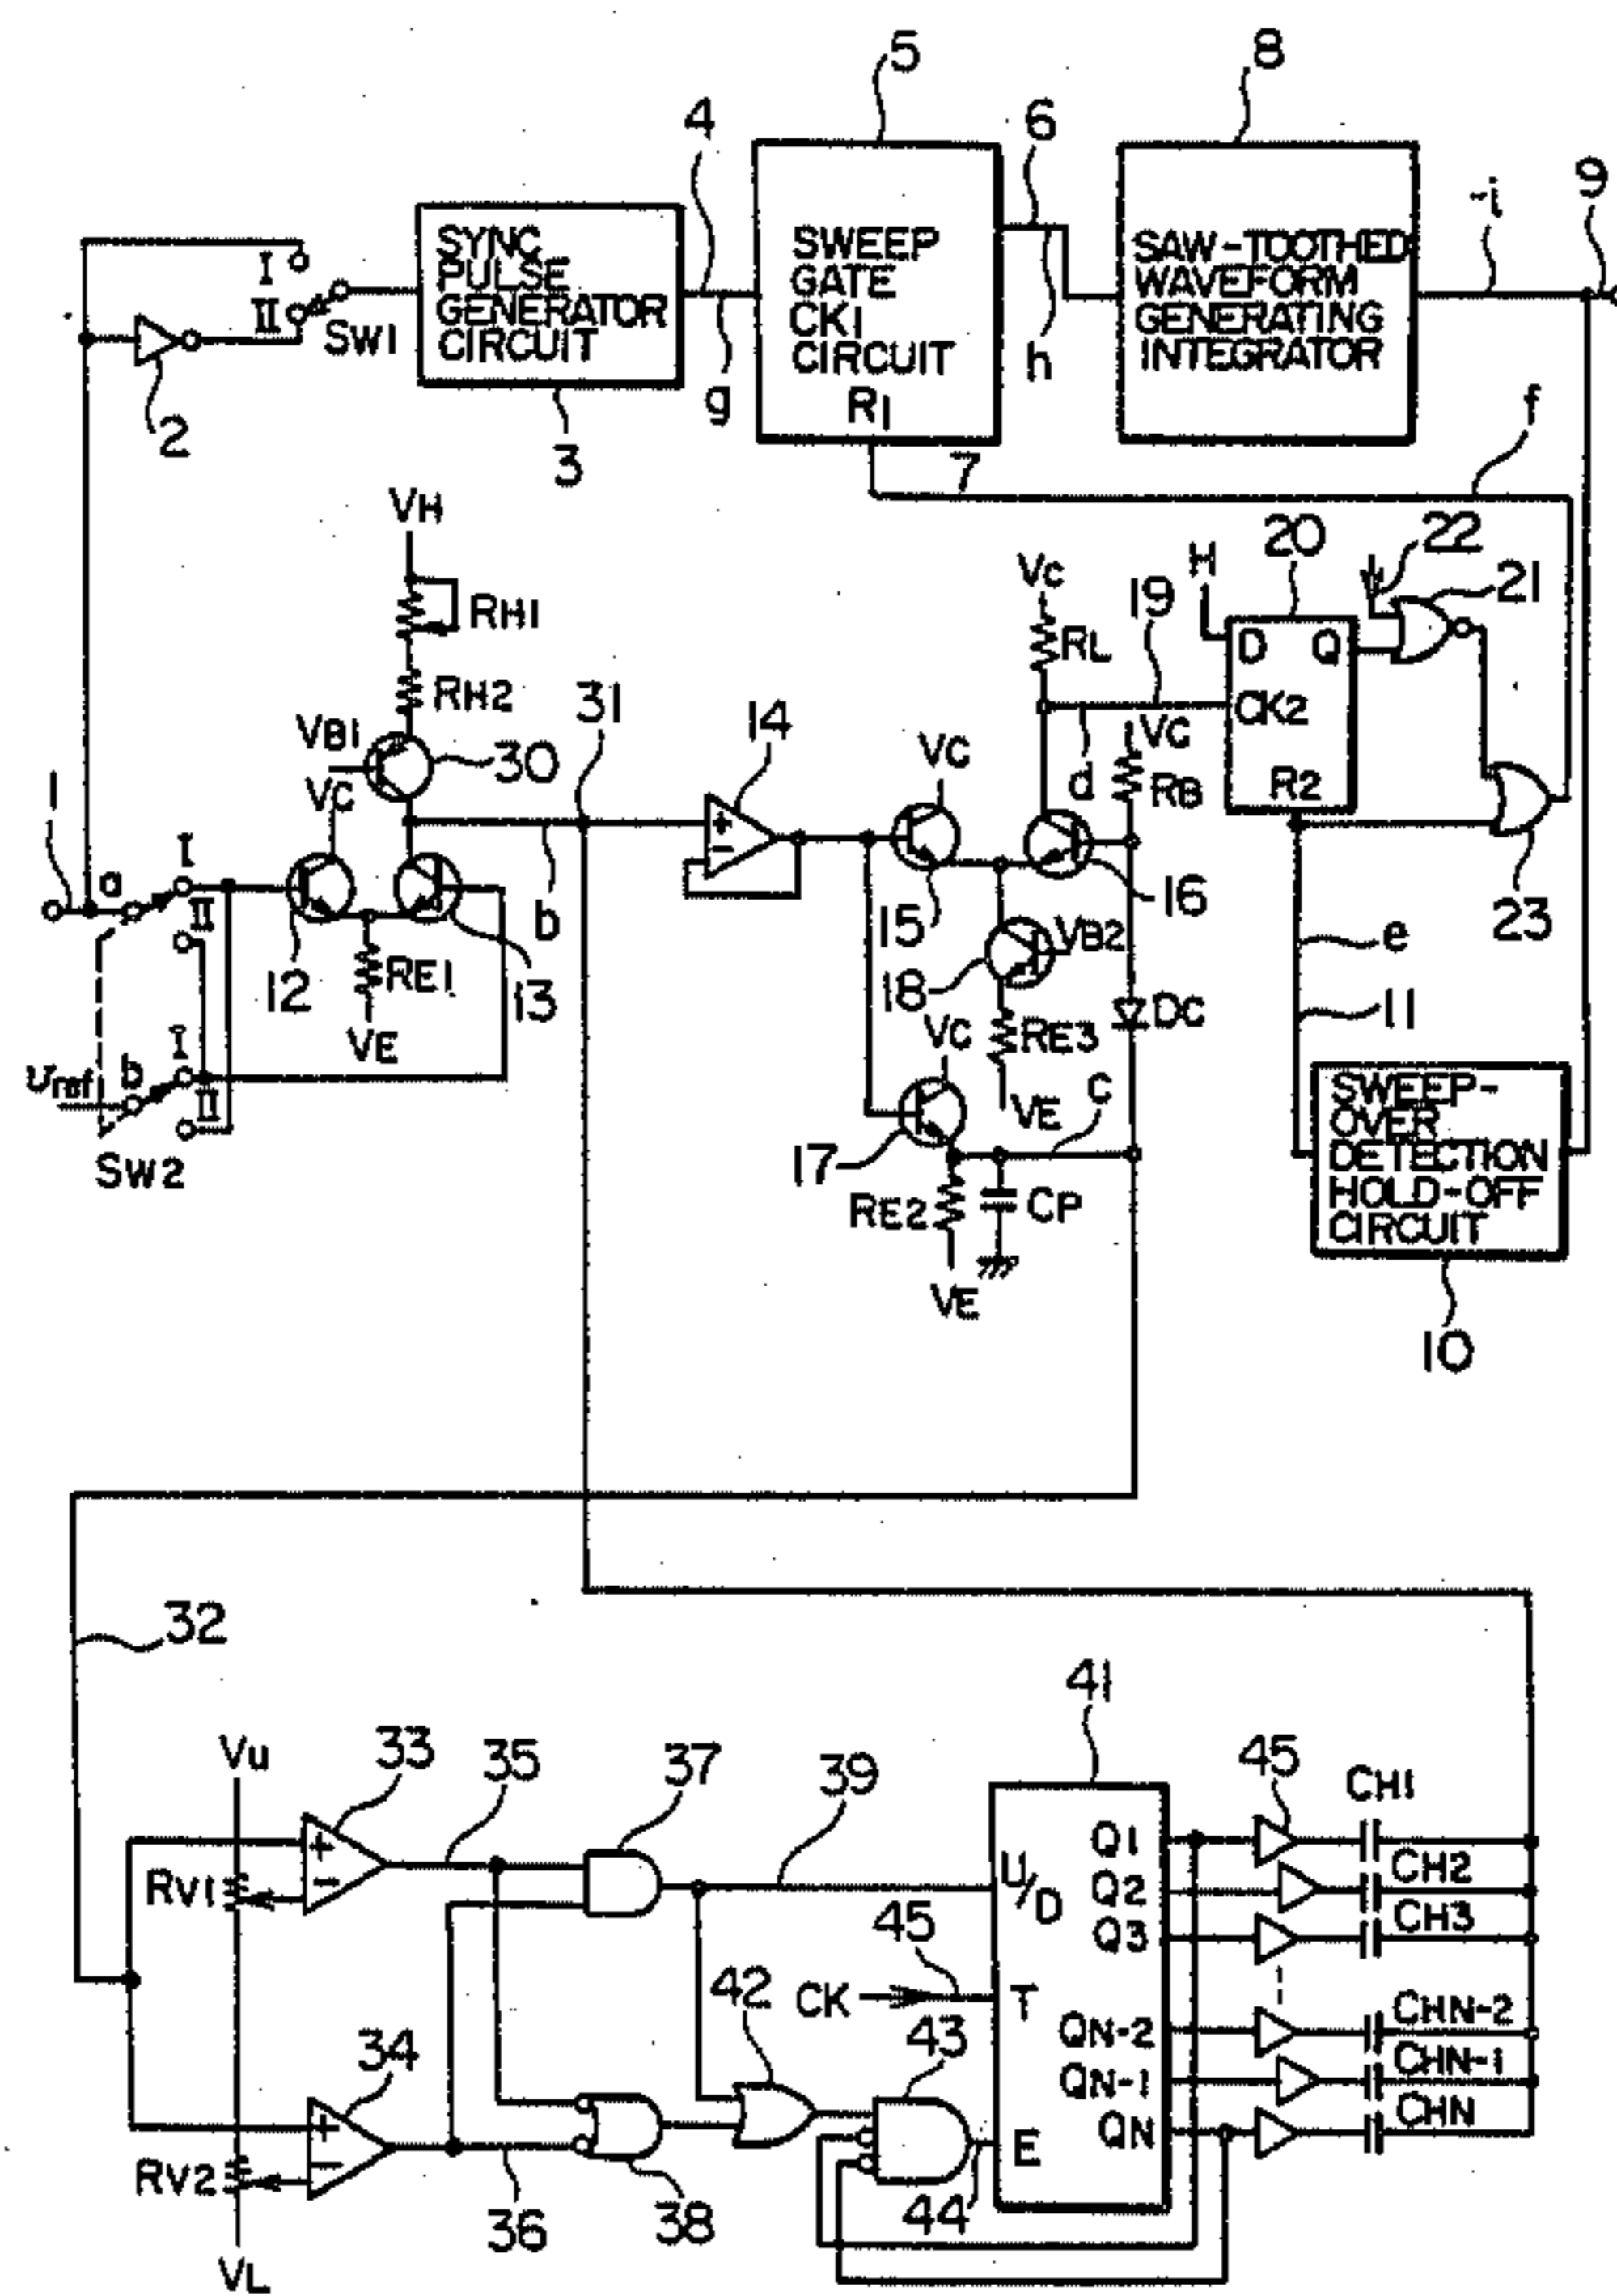 5
8
4
6
9
-i
I
II
SW1
SYNC
PULSE
GENERATOR
CIRCUIT
SWEEP
GATE
CK1
CIRCUIT
R1
SAW-TOOTHED
WAVEFORM
GENERATING
INTEGRATOR
2
3
g
h
f
7
VH
RH1
RH2
VB1
30
VC
31
14
VC
RL
19
H
20
22
21
D
Q
CK2
R2
d
VC
RB
VC
1
a
I
II
12
RE1
VE
13
b
15
16
18
VB2
RE3
VE
DC
23
e
11
υref
b
I
II
SW2
VC
17
RE2
VE
CP
C
SWEEP-
OVER
DETECTION
HOLD-OFF
CIRCUIT
10
32
41
Vu
33
35
37
39
45
CH1
RV1
+
-
U/D
Q1
Q2
Q3
CH2
CH3
45
CK
T
42
43
34
QN-2
QN-1
QN
CHN-2
CHN-1
CHN
RV2
+
-
E
36
38
44
VL